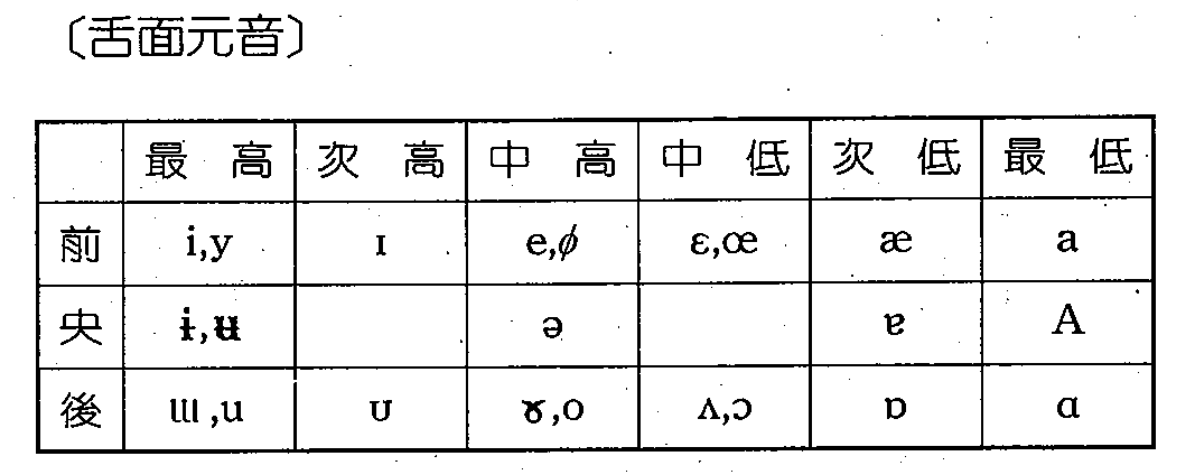 〔舌面元音〕
最 高 次 高 中 高 中 低 次 低 最 低
前 i,y ɪ e,ϕ ɛ,œ æ a
央 ɨ,ʉ ə ɐ A
後 ɯ,u ʊ ɤ,o ʌ,ɔ ɒ ɑ